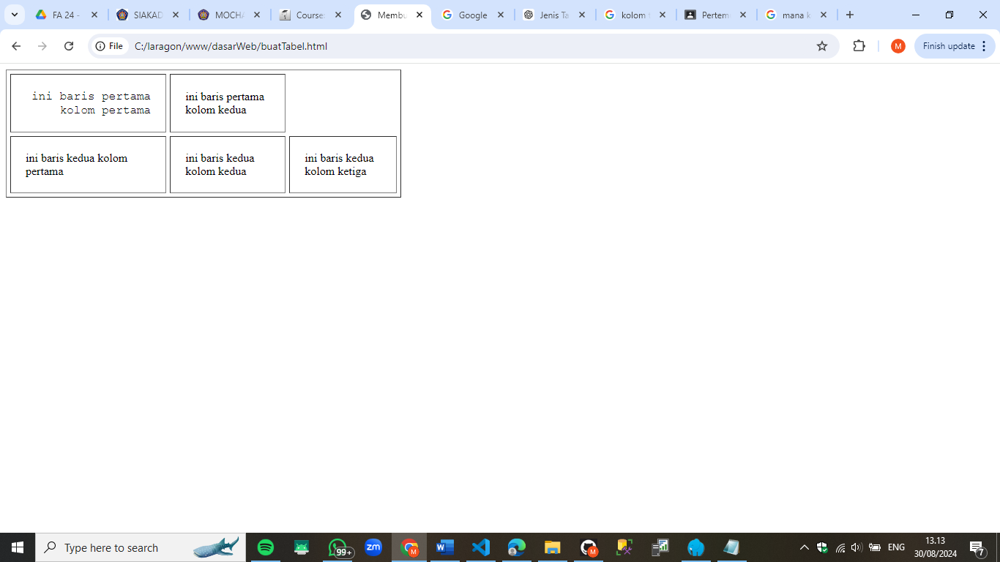 FA 24 -
SIAKAD
MOCHA
Course:
Membu
Google
Jenis Ta
kolom
Pertem
mana k
File
C:/laragon/www/dasarWeb/buatTabel.html
M
Finish update
ini baris pertama
kolom pertama
ini baris pertama
kolom kedua
ini baris kedua kolom
pertama
ini baris kedua
kolom kedua
ini baris kedua
kolom ketiga
Type here to search
99+
zm
M
M
ENG
13.13
30/08/2024
7